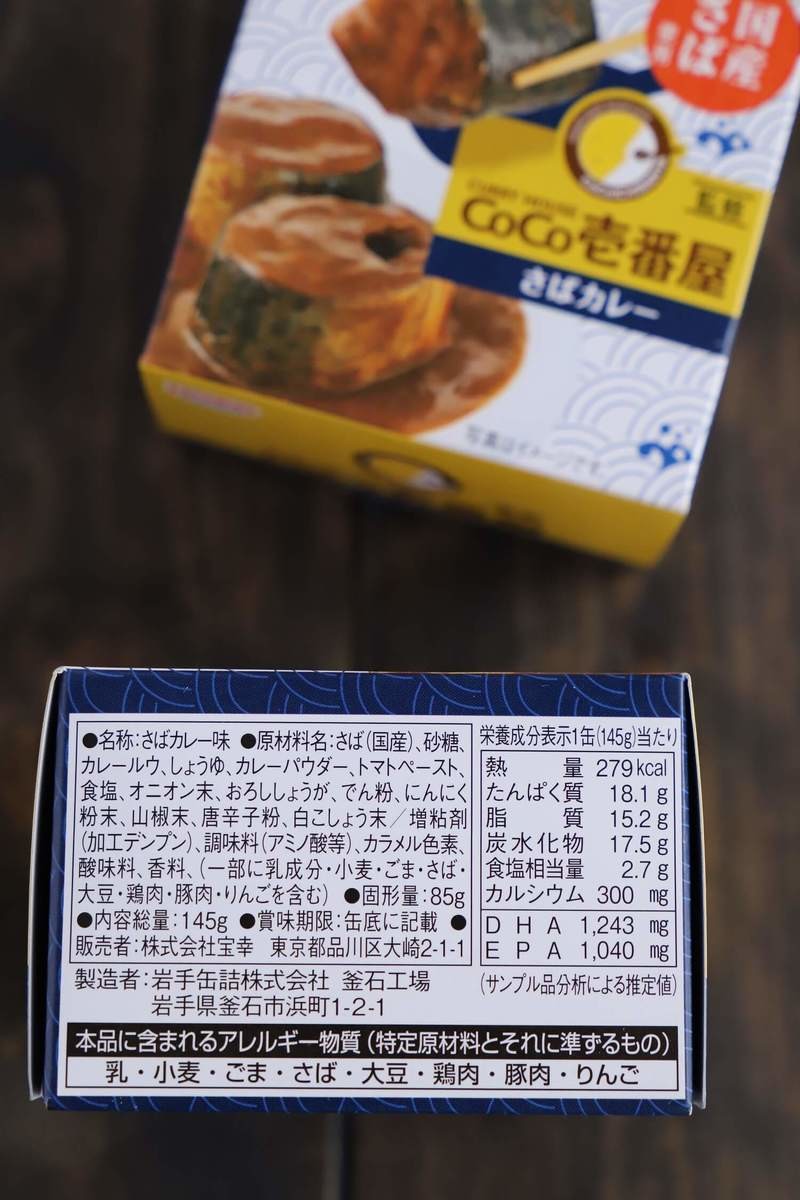 国産
さば
使用
CURRY HOUSE
CoCo壱番屋
監修
さばカレー
写真はイメージです
●名称:さばカレー味 ●原材料名:さば(国産)、砂糖、
カレールウ、しょうゆ、カレーパウダー、トマトペースト、
食塩、オニオン末、おろししょうが、でん粉、にんにく
粉末、山椒末、唐辛子粉、白こしょう末/増粘剤
(加工デンプン)、調味料(アミノ酸等)、カラメル色素、
酸味料、香料、(一部に乳成分・小麦・ごま・さば・
大豆・鶏肉・豚肉・りんごを含む) ●固形量:85g
●内容総量:145g ●賞味期限:缶底に記載 ●
販売者:株式会社宝幸 東京都品川区大崎2-1-1
製造者:岩手缶詰株式会社 釜石工場
岩手県釜石市浜町1-2-1
栄養成分表示1缶(145g)当たり
熱量 279kcal
たんぱく質 18.1g
脂質 15.2g
炭水化物 17.5g
食塩相当量 2.7g
カルシウム 300mg
DHA 1,243mg
EPA 1,040mg
(サンプル品分析による推定値)
本品に含まれるアレルギー物質(特定原材料とそれに準ずるもの)
乳・小麦・ごま・さば・大豆・鶏肉・豚肉・りんご